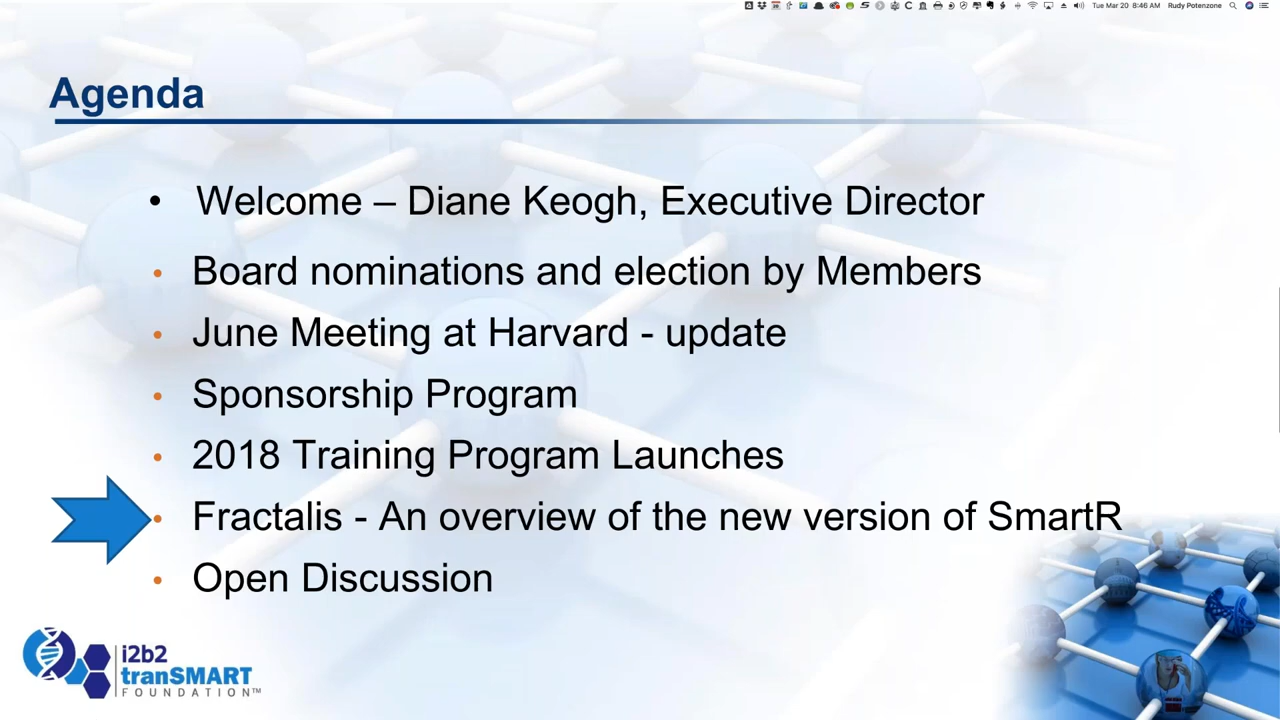 Tue Mar 20 8:46 AM Rudy Potenzone
Agenda
• Welcome – Diane Keogh, Executive Director
• Board nominations and election by Members
• June Meeting at Harvard - update
• Sponsorship Program
• 2018 Training Program Launches
• Fractalis - An overview of the new version of SmartR
• Open Discussion
i2b2
tranSMART
FOUNDATION™